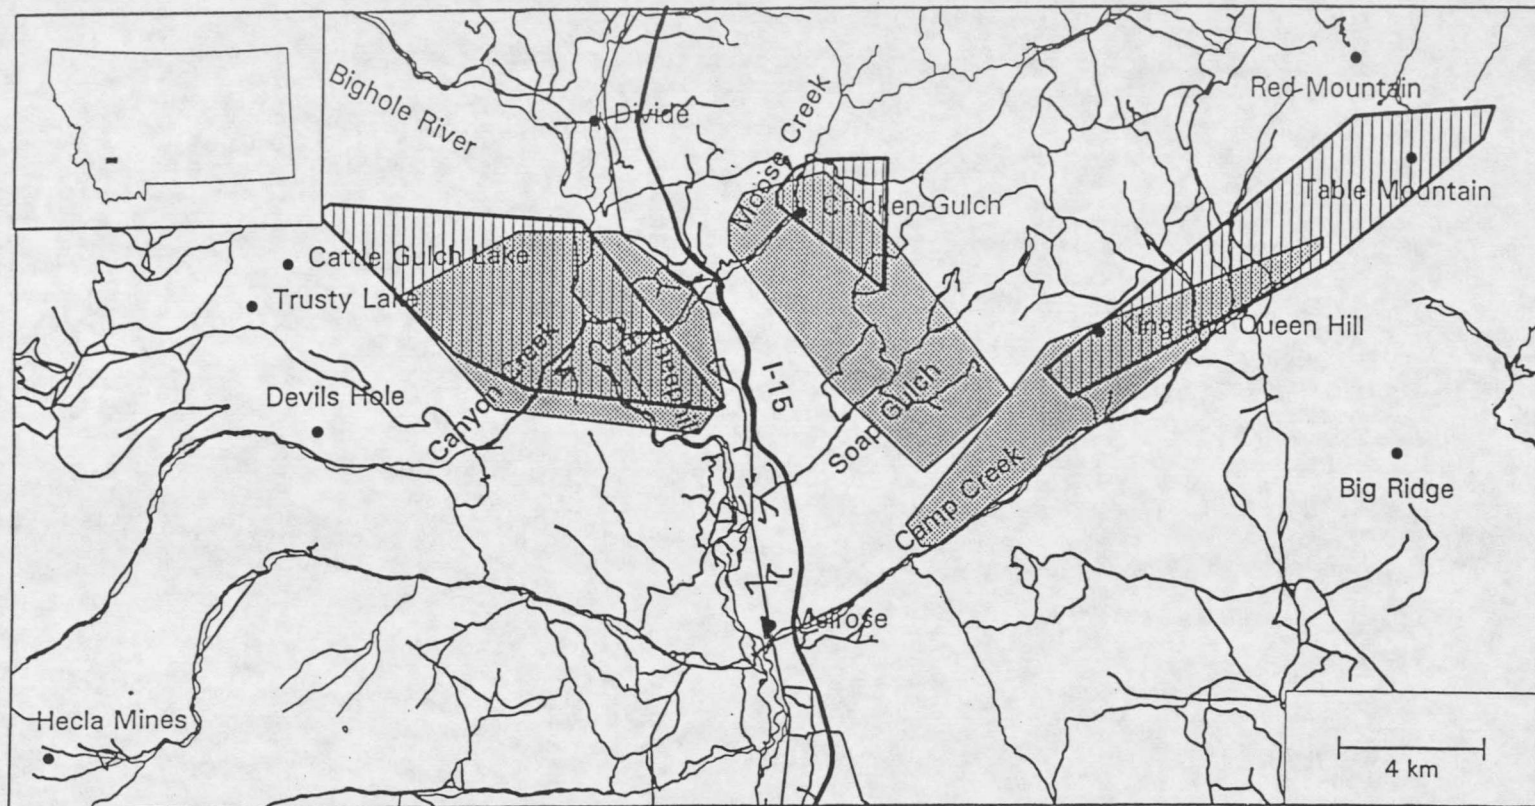 Red Mountain
Bighole River
Divide
Moose Creek
Table Mountain
Chicken Gulch
Cattle Gulch Lake
Trusty Lake
King and Queen Hill
Canyon Creek
I-15
Devils Hole
Soap Gulch
Big Ridge
Camp Creek
Melrose
Hecla Mines
4 km